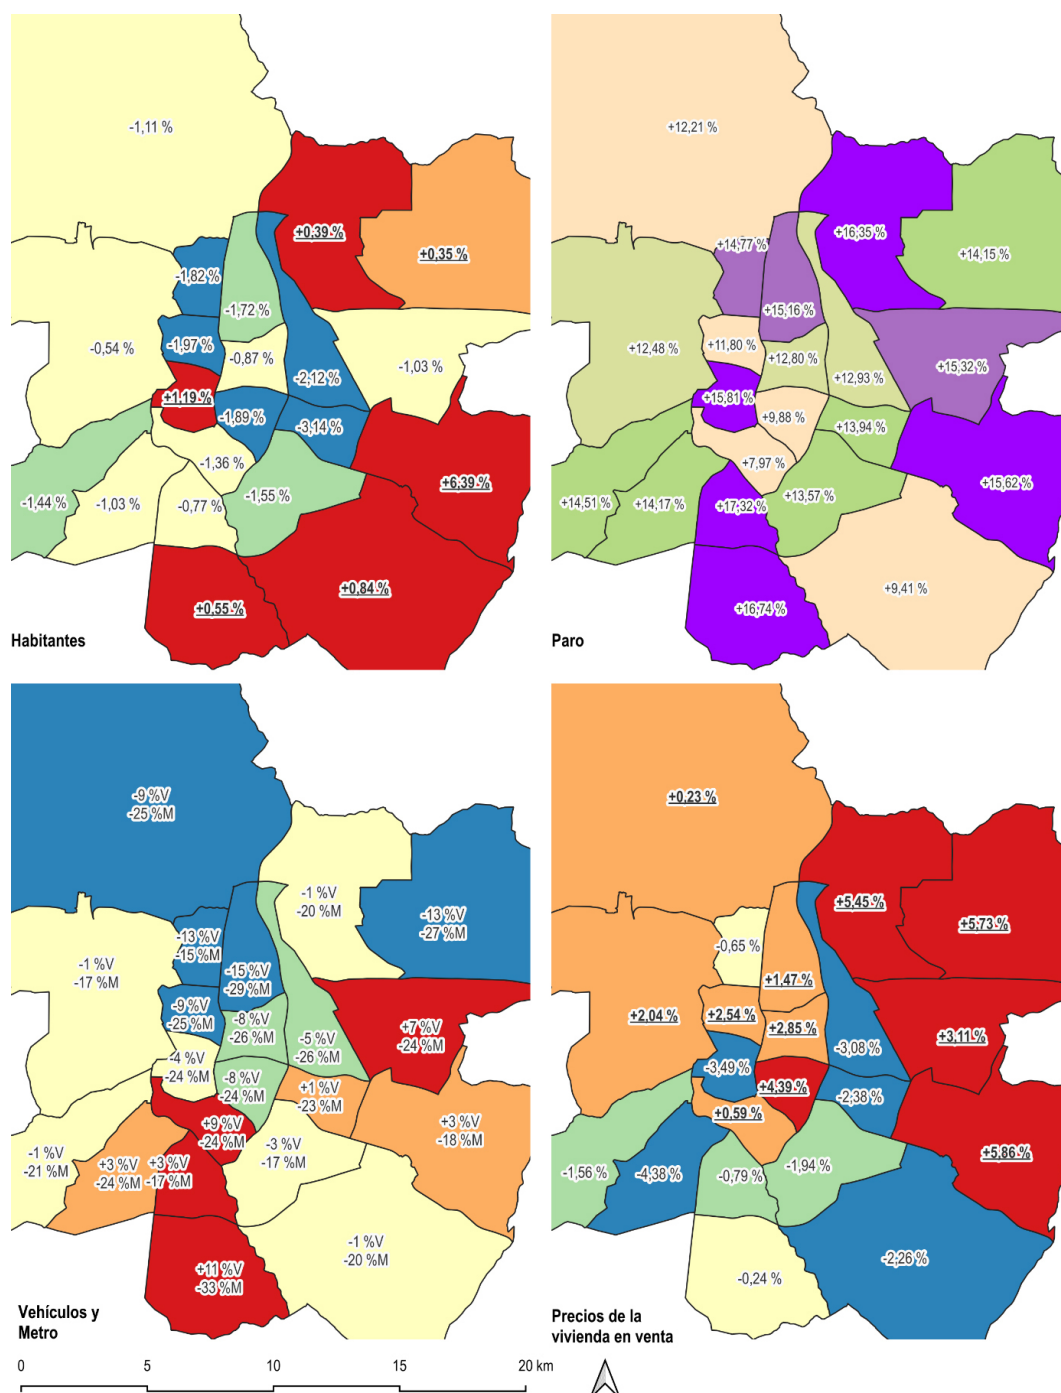 -1,11 %
+0,39 %
+0,35 %
-1,82 %
-1,72 %
-0,54 %
-1,97 %
-0,87 %
-1,03 %
-2,12 %
+1,19 %
-1,89 %
-3,14 %
-1,36 %
+6,39 %
-1,44 %
-1,03 %
-0,77 %
-1,55 %
+0,84 %
+0,55 %
Habitantes
+12,21 %
+16,35 %
+14,15 %
+14,77 %
+15,16 %
+12,48 %
+11,80 %
+12,80 %
+15,32 %
+12,93 %
+15,81 %
+9,88 %
+13,94 %
+7,97 %
+15,62 %
+14,51 %
+14,17 %
+17,32 %
+13,57 %
+9,41 %
+16,74 %
Paro
-9 %V
-25 %M
-1 %V
-20 %M
-13 %V
-27 %M
-13 %V
-15 %M
-15 %V
-29 %M
-1 %V
-17 %M
-9 %V
-25 %M
-8 %V
-26 %M
-5 %V
-26 %M
+7 %V
-24 %M
-4 %V
-24 %M
-8 %V
-24 %M
+1 %V
-23 %M
+9 %V
-24 %M
+3 %V
-18 %M
-1 %V
-21 %M
+3 %V
-24 %M
+3 %V
-17 %M
-3 %V
-17 %M
-1 %V
-20 %M
+11 %V
-33 %M
Vehículos y
Metro
+0,23 %
+5,45 %
+5,73 %
-0,65 %
+1,47 %
+2,04 %
+2,54 %
+2,85 %
+3,11 %
-3,08 %
-3,49 %
+4,39 %
-2,38 %
+0,59 %
+5,86 %
-1,56 %
-4,38 %
-0,79 %
-1,94 %
-2,26 %
-0,24 %
Precios de la
vivienda en venta
0 5 10 15 20 km